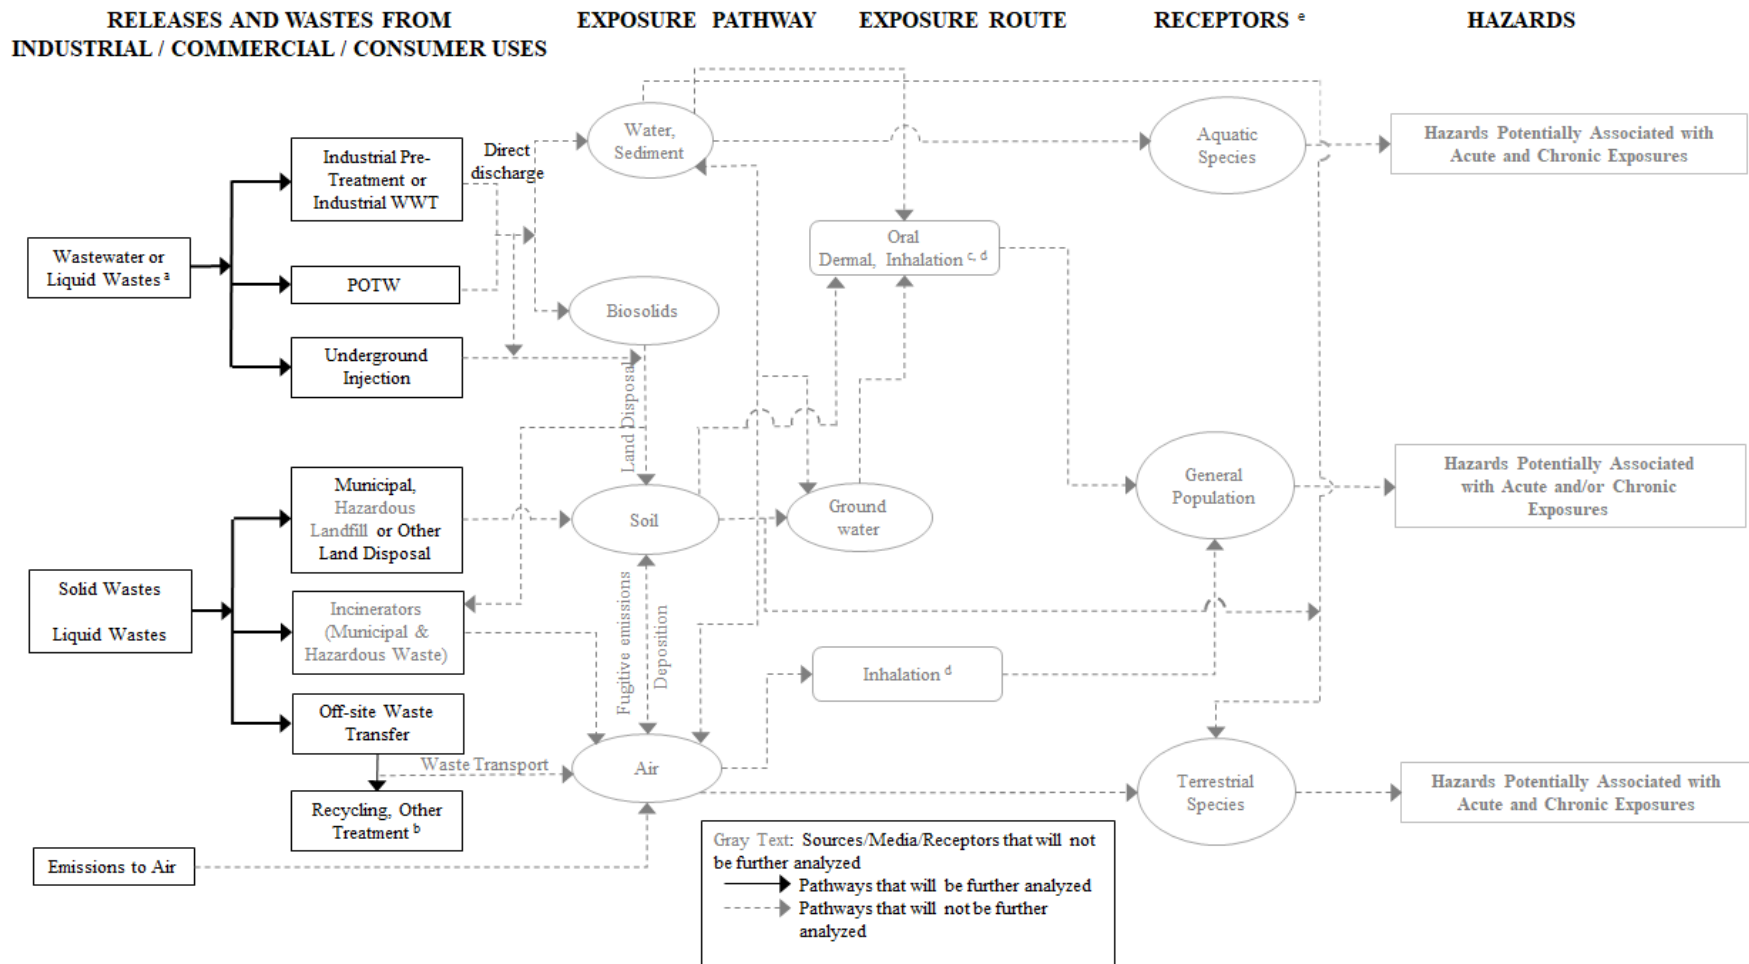 RELEASES AND WASTES FROM
INDUSTRIAL / COMMERCIAL / CONSUMER USES
EXPOSURE PATHWAY
EXPOSURE ROUTE
RECEPTORS e
HAZARDS
Wastewater or
Liquid Wastes a
Industrial Pre-
Treatment or
Industrial WWT
POTW
Underground
Injection
Direct
discharge
Water,
Sediment
Biosolids
Land Disposal
Oral
Dermal, Inhalation c, d
Aquatic
Species
Hazards Potentially Associated with
Acute and Chronic Exposures
Solid Wastes
Liquid Wastes
Municipal,
Hazardous
Landfill or Other
Land Disposal
Incinerators
(Municipal &
Hazardous Waste)
Off-site Waste
Transfer
Waste Transport
Recycling, Other
Treatment b
Emissions to Air
Soil
Ground
water
Fugitive emissions
Deposition
Air
Inhalation d
General
Population
Hazards Potentially Associated
with Acute and/or Chronic
Exposures
Terrestrial
Species
Hazards Potentially Associated with
Acute and Chronic Exposures
Gray Text: Sources/Media/Receptors that will not
be further analyzed
Pathways that will be further analyzed
Pathways that will not be further
analyzed